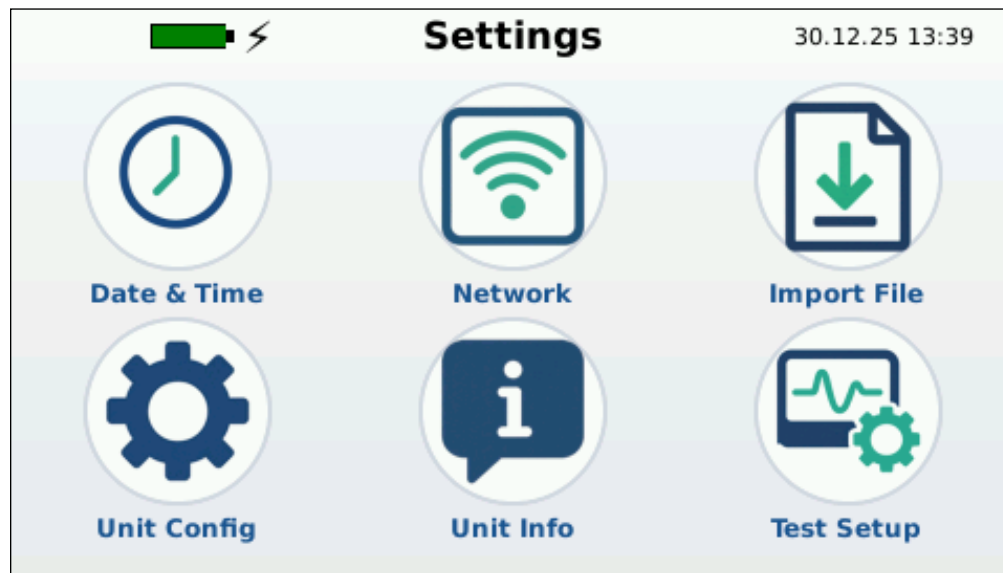 Settings
30.12.25 13:39
Date & Time
Network
Import File
Unit Config
Unit Info
Test Setup